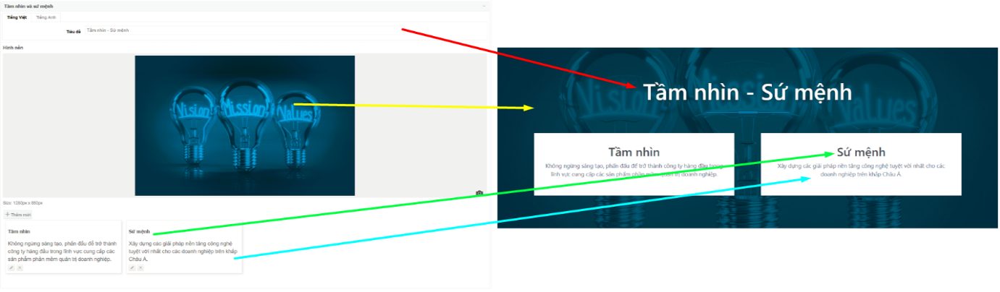 Tầm nhìn và sứ mệnh
Tiếng Việt Tiếng Anh
Tiêu đề Tầm nhìn - Sứ mệnh
Hình nền
Vision Mission Values
Size: 1260px x 550px
+ Thêm mới
Tầm nhìn
Không ngừng sáng tạo, phấn đấu để trở thành
công ty hàng đầu trong lĩnh vực cung cấp các
sản phẩm phần mềm quản trị doanh nghiệp.
Sứ mệnh
Xây dựng các giải pháp nền tảng công nghệ
tuyệt vời nhất cho các doanh nghiệp trên khắp
Châu Á.
Vision Mission Values
Tầm nhìn - Sứ mệnh
Tầm nhìn
Không ngừng sáng tạo, phấn đấu để trở thành công ty hàng đầu trong
lĩnh vực cung cấp các sản phẩm phần mềm quản trị doanh nghiệp.
Sứ mệnh
Xây dựng các giải pháp nền tảng công nghệ tuyệt vời nhất cho các
doanh nghiệp trên khắp Châu Á.